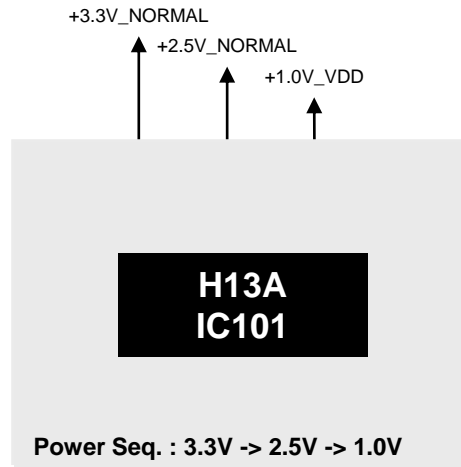 +3.3V_NORMAL
+2.5V_NORMAL
+1.0V_VDD
H13A
IC101
Power Seq. : 3.3V -> 2.5V -> 1.0V